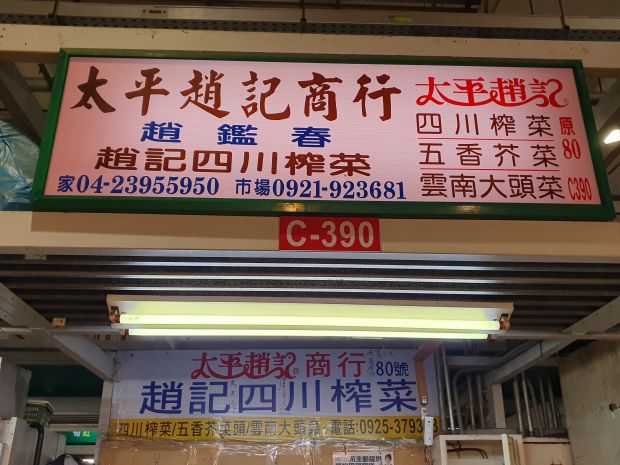 太平趙記商行
趙鑑春
趙記四川榨菜
家04-23955950 市場0921-923681
太平趙記
四川榨菜
五香芥菜
雲南大頭菜
原
80
C390
C-390
太平趙記商行 80號
趙記四川榨菜
四川榨菜/五香芥菜頭/雲南大頭菜 電話:0925-379